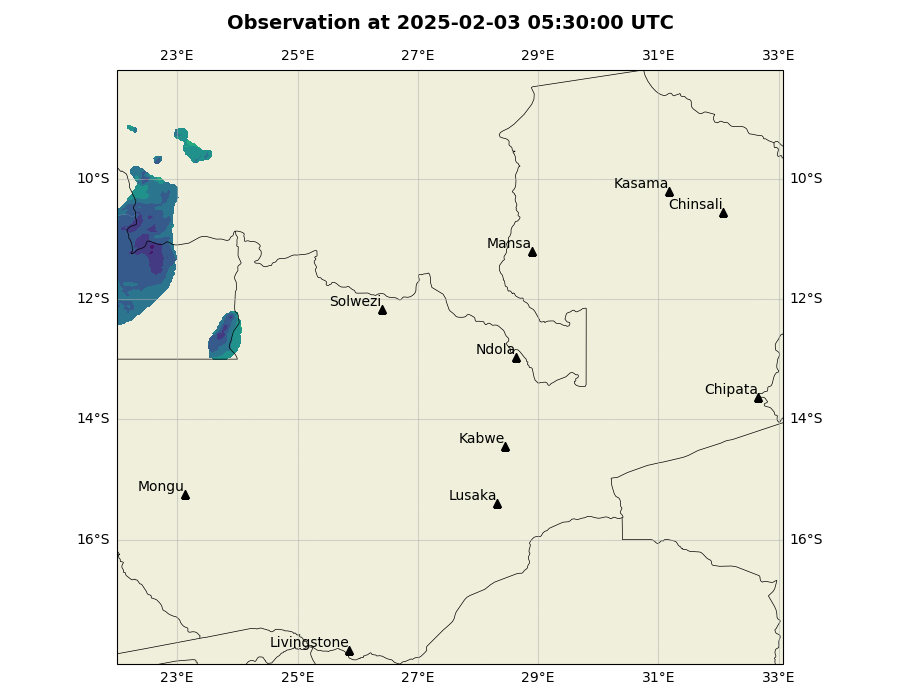 Observation at 2025-02-03 05:30:00 UTC
23°E 25°E 27°E 29°E 31°E 33°E
10°S 10°S
Kasama
Chinsali
Mansa
12°S 12°S
Solwezi
Ndola
Chipata
14°S 14°S
Kabwe
Mongu
Lusaka
16°S 16°S
Livingstone
23°E 25°E 27°E 29°E 31°E 33°E